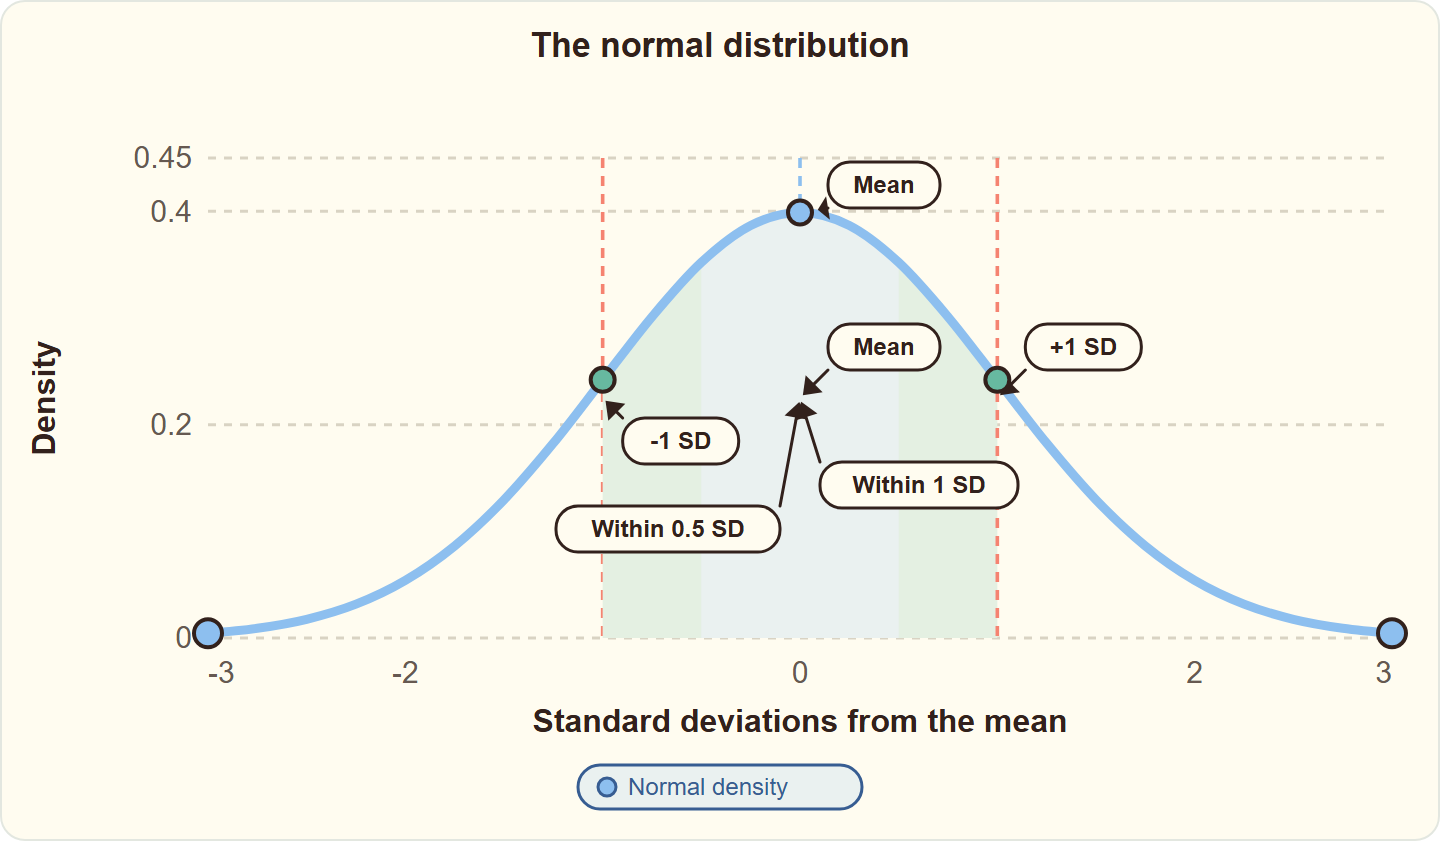 The normal distribution
0.45
0.4
0.2
0
Density
Mean
Mean
+1 SD
-1 SD
Within 1 SD
Within 0.5 SD
-3
-2
0
2
3
Standard deviations from the mean
Normal density